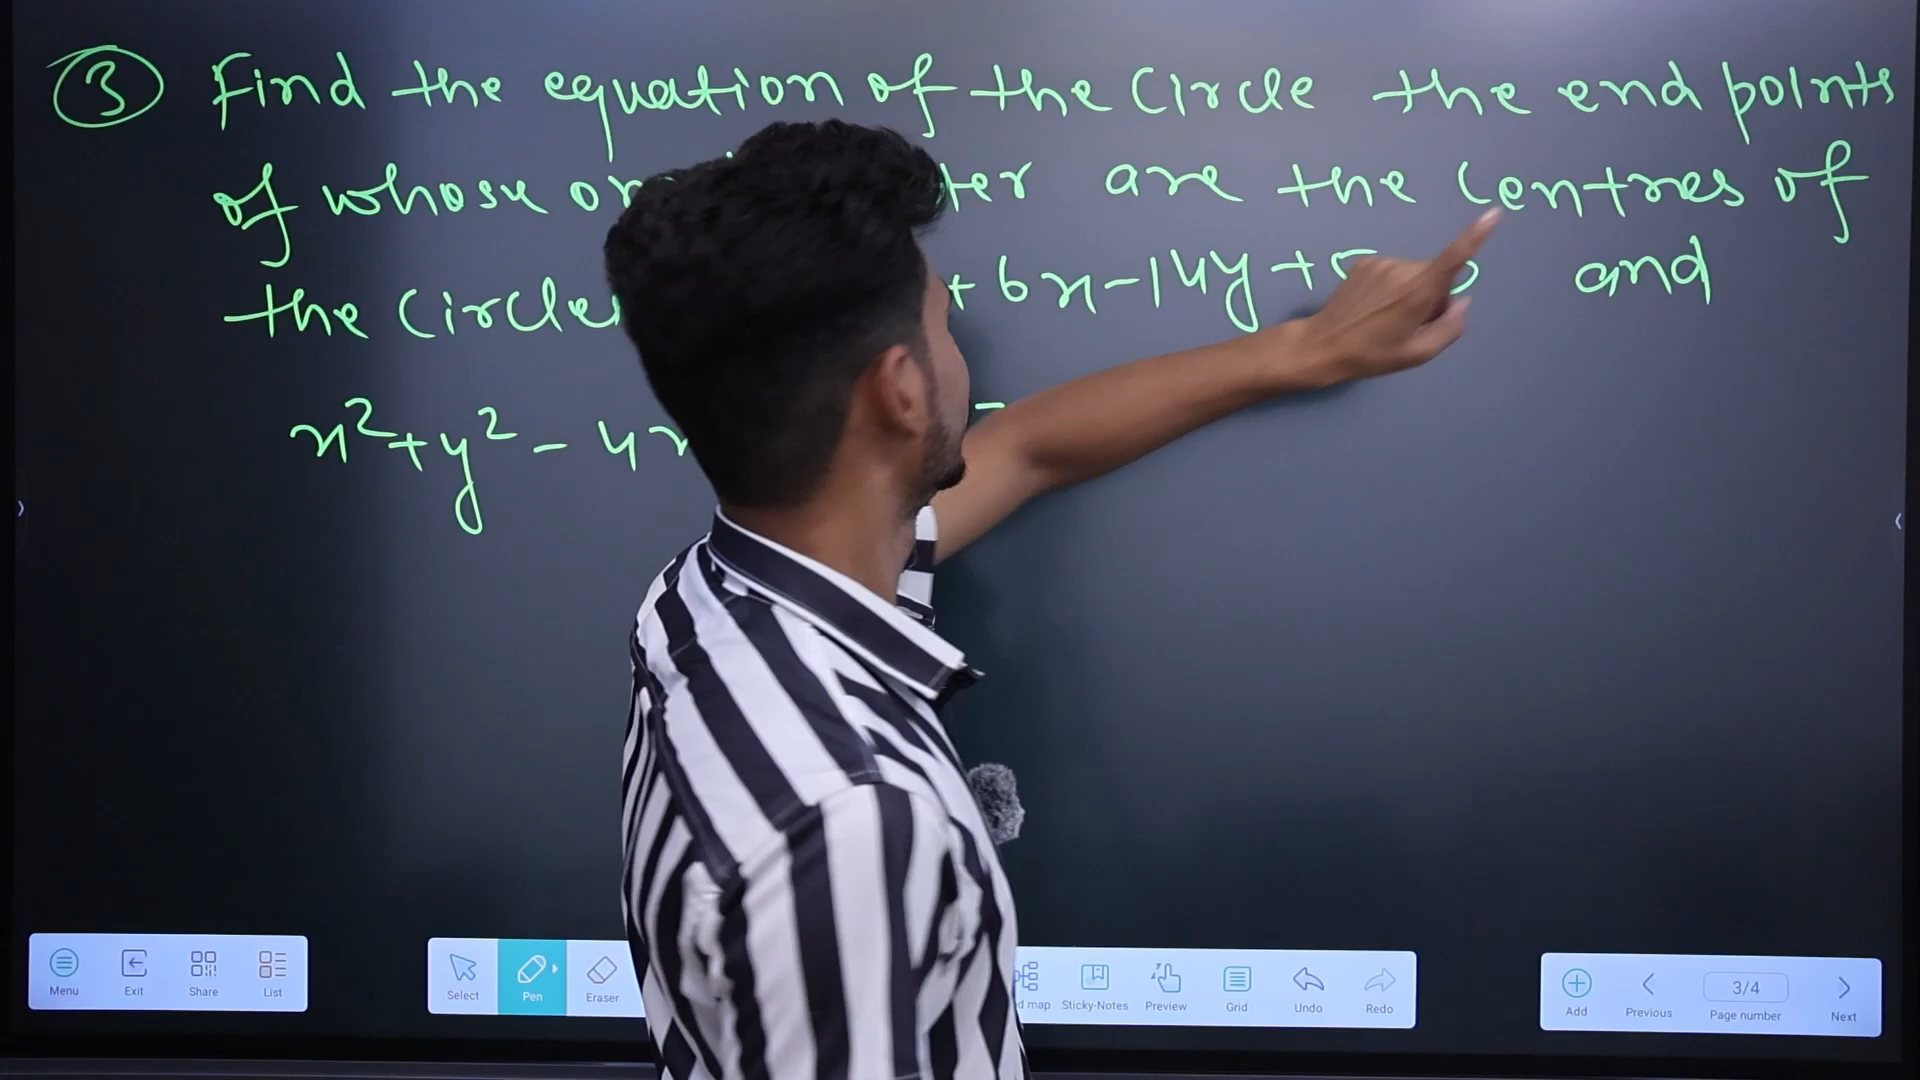 ③ Find the equation of the circle the end points
of whose are the centres of
the + 6x - 14y + and
x² + y² - 4
Menu Exit Share List Select Pen Eraser Sticky-Notes Preview Grid Undo Redo Add Previous 3/4 Page number Next